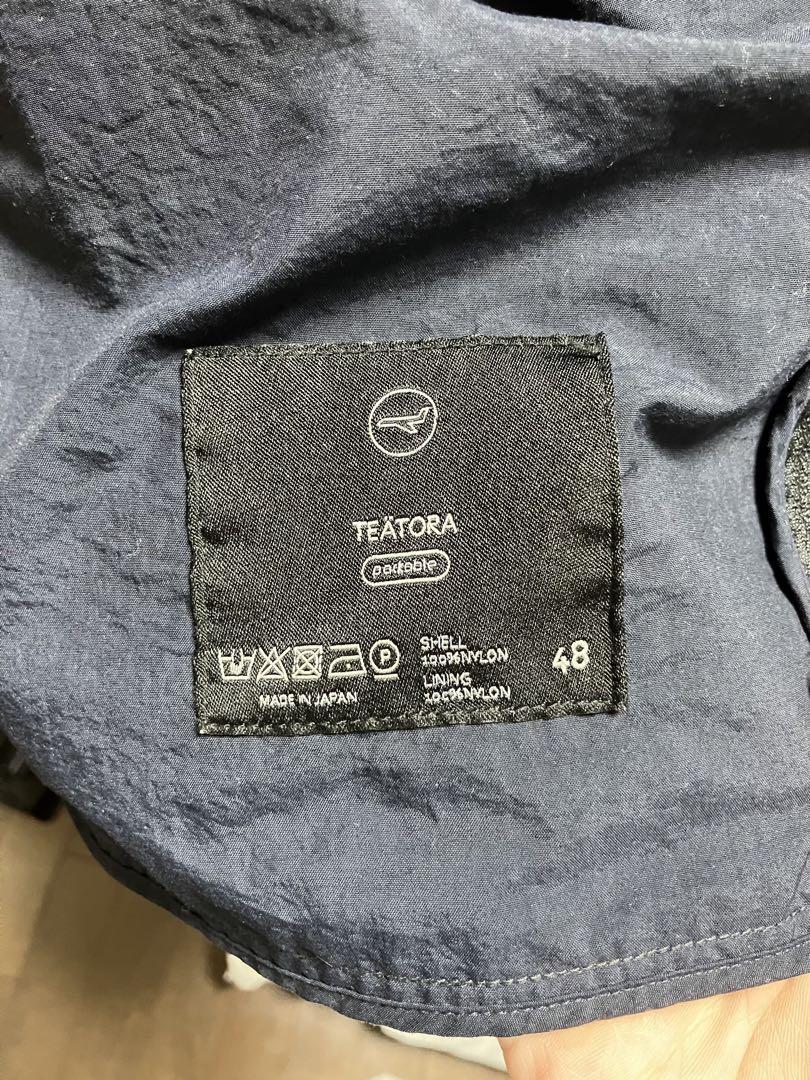 TEÄTORA
packable
P
SHELL
100%NYLON
LINING
100%NYLON
48
MADE IN JAPAN